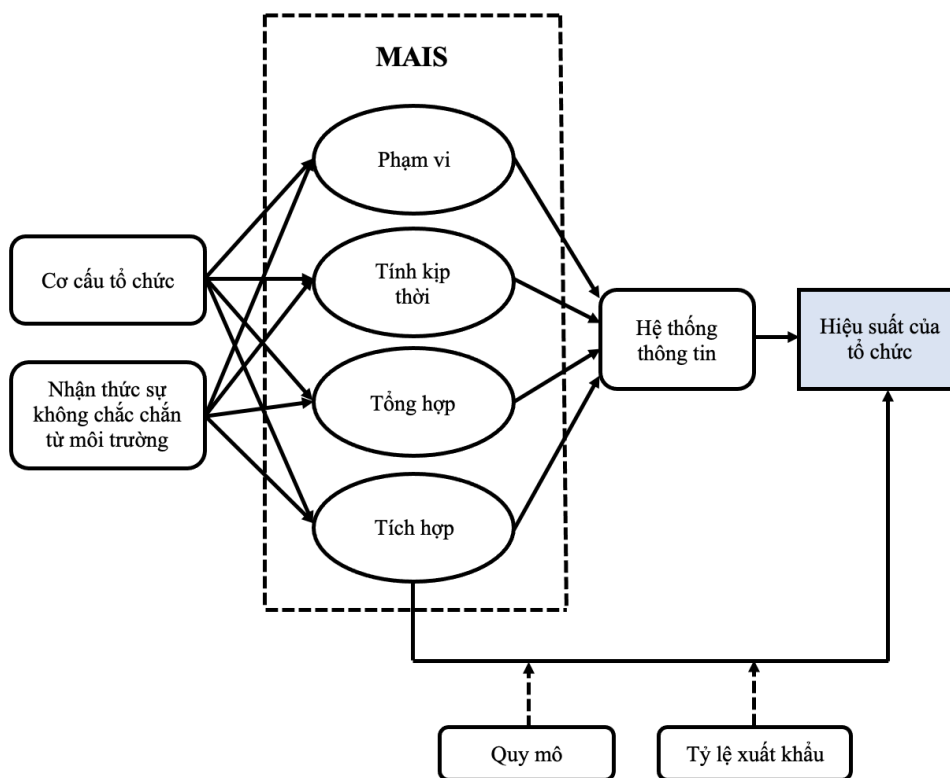 MAIS
Phạm vi
Cơ cấu tổ chức
Tính kịp
thời
Hệ thống
thông tin
Hiệu suất của
tổ chức
Nhận thức sự
không chắc chắn
từ môi trường
Tổng hợp
Tích hợp
Quy mô
Tỷ lệ xuất khẩu